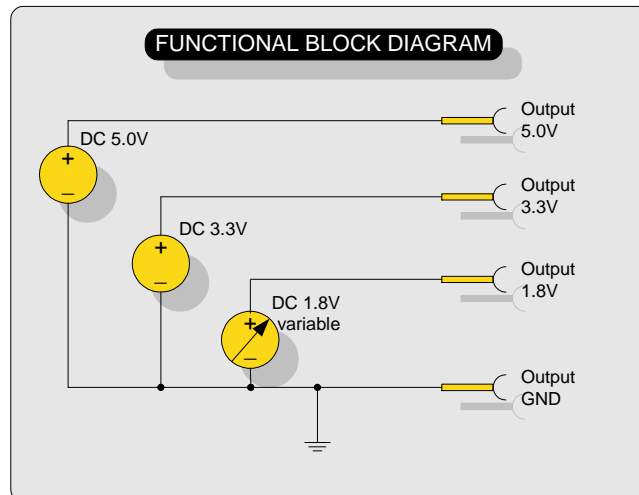 FUNCTIONAL BLOCK DIAGRAM
Output
5.0V
DC 5.0V
+
–
Output
3.3V
DC 3.3V
+
–
Output
1.8V
DC 1.8V
variable
+
–
Output
GND